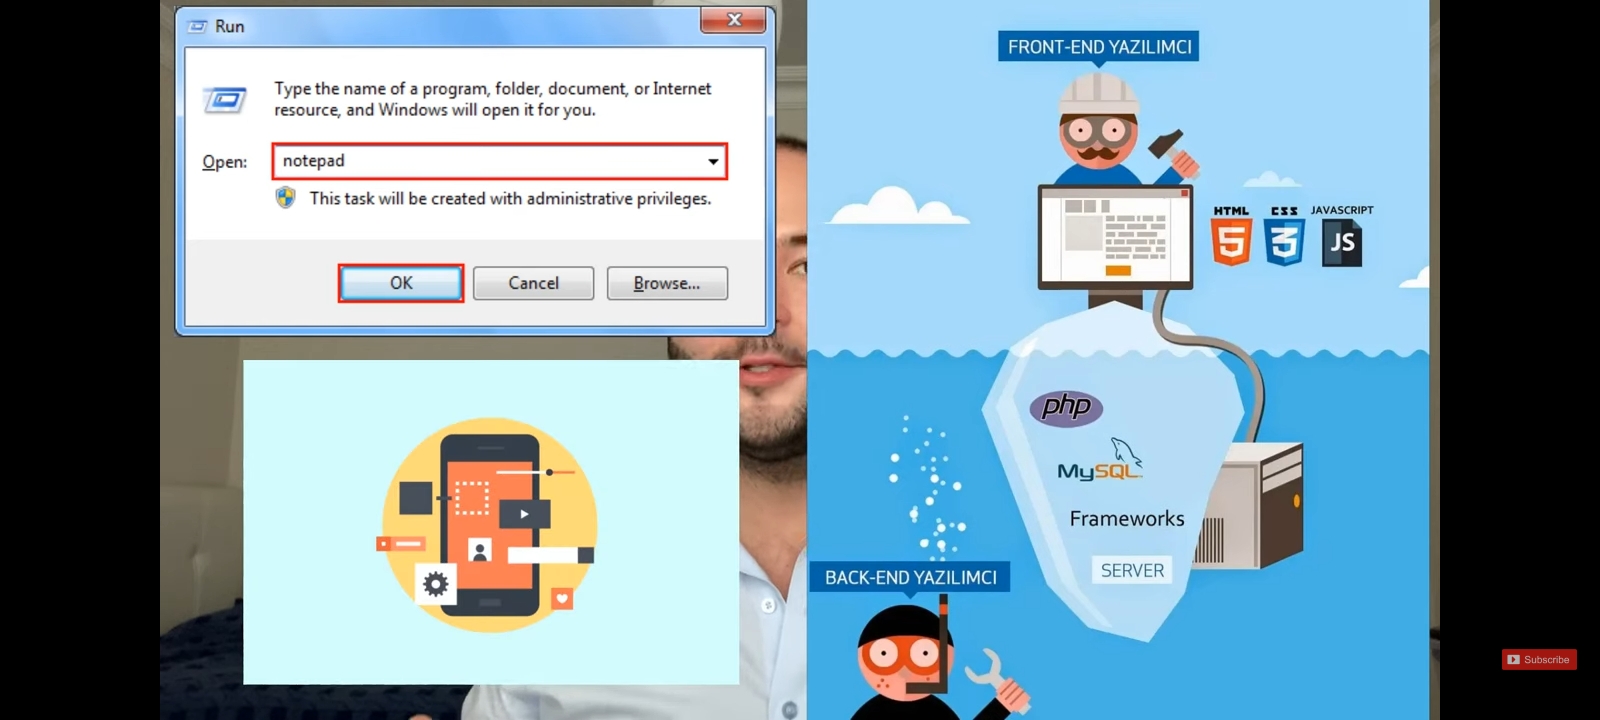 Run
Type the name of a program, folder, document, or Internet
resource, and Windows will open it for you.
Open:
notepad
This task will be created with administrative privileges.
OK
Cancel
Browse...
FRONT-END YAZILIMCI
HTML
5
CSS
3
JAVASCRIPT
JS
php
MySQL
Frameworks
SERVER
BACK-END YAZILIMCI
Subscribe